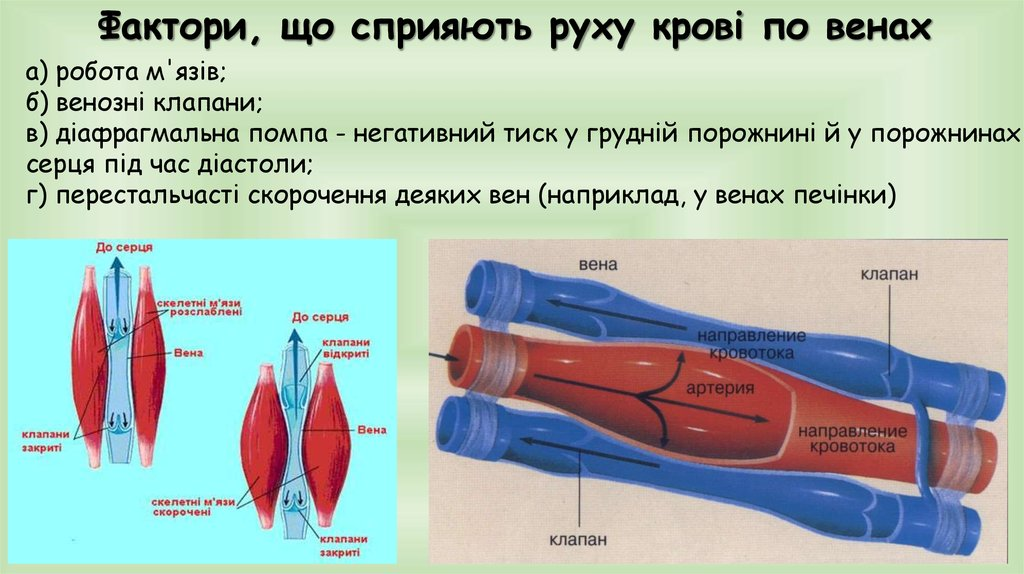 Фактори, що сприяють руху крові по венах
а) робота м'язів;
б) венозні клапани;
в) діафрагмальна помпа - негативний тиск у грудній порожнині й у порожнинах
серця під час діастоли;
г) перестальчасті скорочення деяких вен (наприклад, у венах печінки)
До серця
скелетні м'язи
розслаблені
Вена
клапани
закриті
До серця
клапани
відкриті
Вена
скелетні м'язи
скорочені
клапани
закриті
вена
клапан
направление
кровотока
артерия
направление
кровотока
клапан